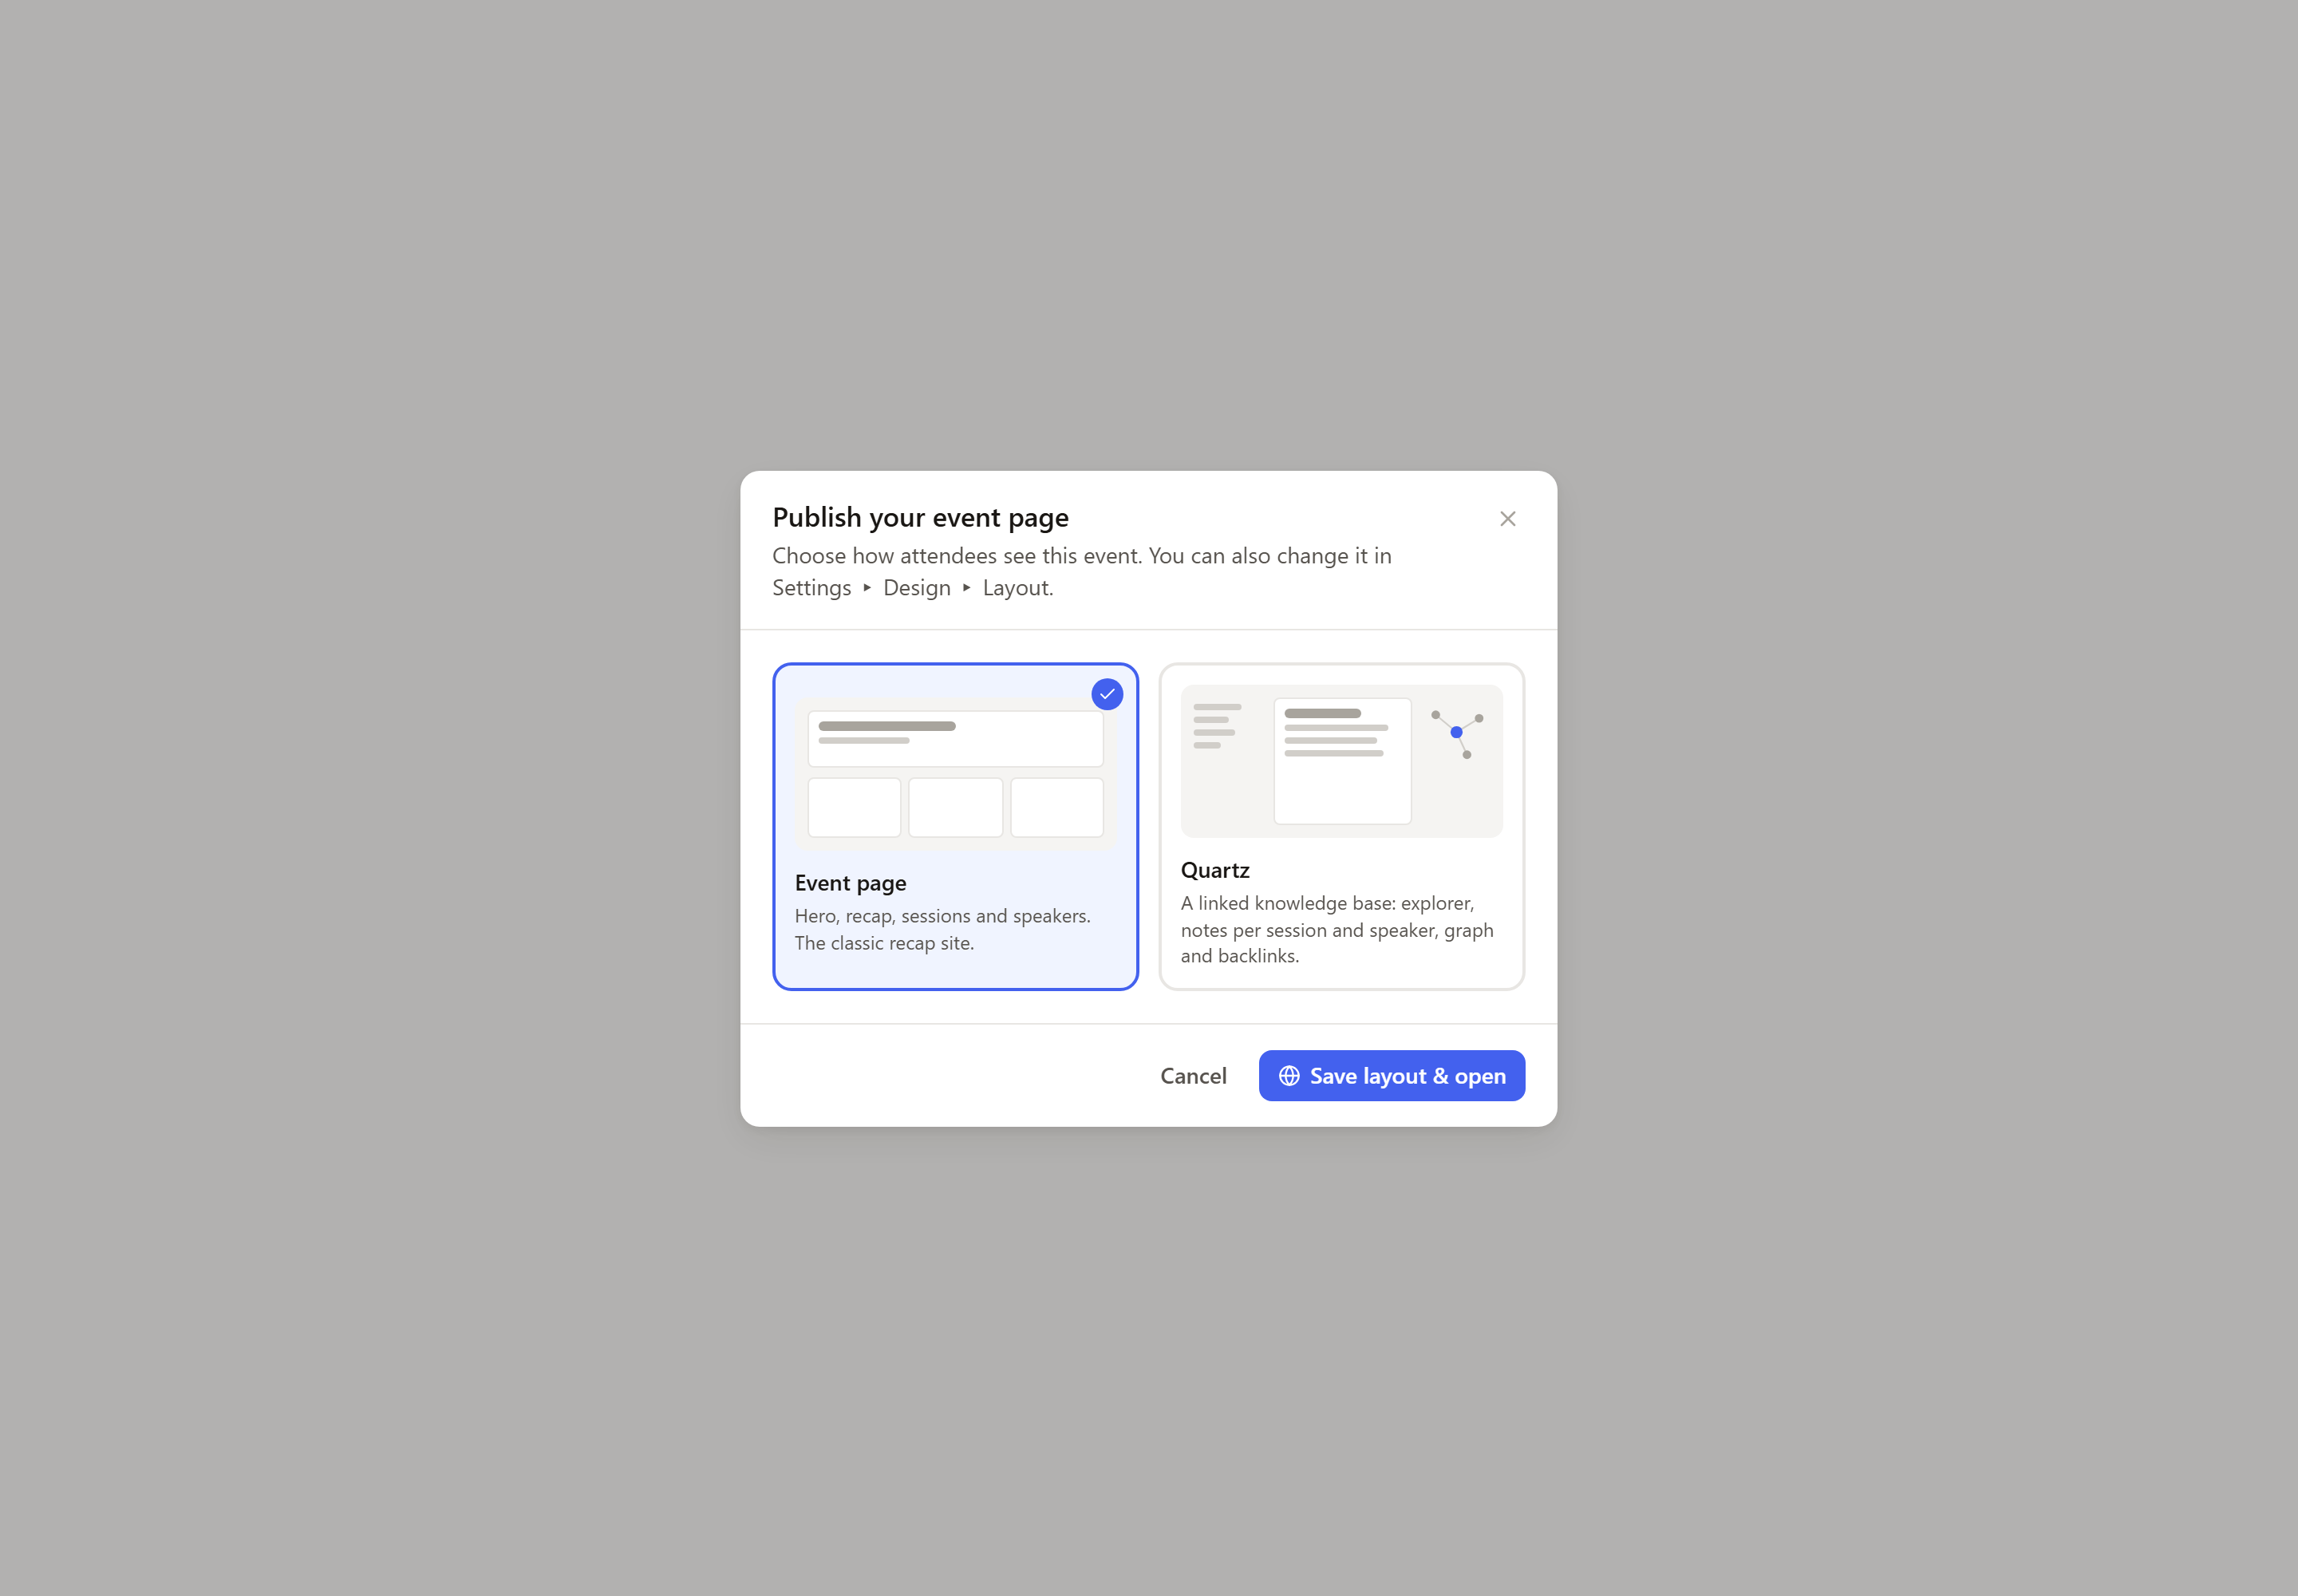 Publish your event page
Choose how attendees see this event. You can also change it in
Settings ▸ Design ▸ Layout.
Event page
Hero, recap, sessions and speakers.
The classic recap site.
Quartz
A linked knowledge base: explorer,
notes per session and speaker, graph
and backlinks.
Cancel
Save layout & open